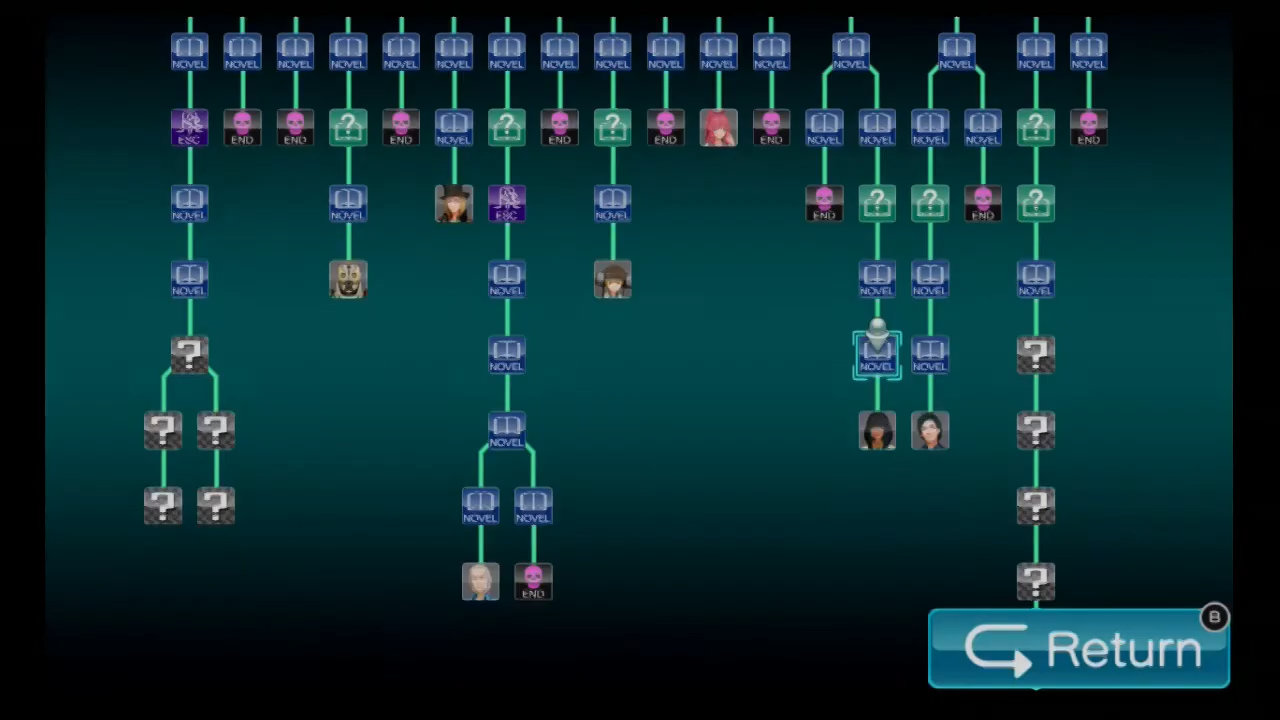 NOVEL NOVEL NOVEL NOVEL NOVEL NOVEL NOVEL NOVEL NOVEL NOVEL NOVEL NOVEL NOVEL NOVEL NOVEL NOVEL
ESC END END ? END NOVEL ? END ? END END NOVEL NOVEL NOVEL NOVEL ? END
NOVEL NOVEL ESC NOVEL END ? ? END ?
NOVEL NOVEL NOVEL NOVEL NOVEL
? NOVEL NOVEL NOVEL ?
? ? NOVEL ?
? ? NOVEL NOVEL ?
END ?
B
Return